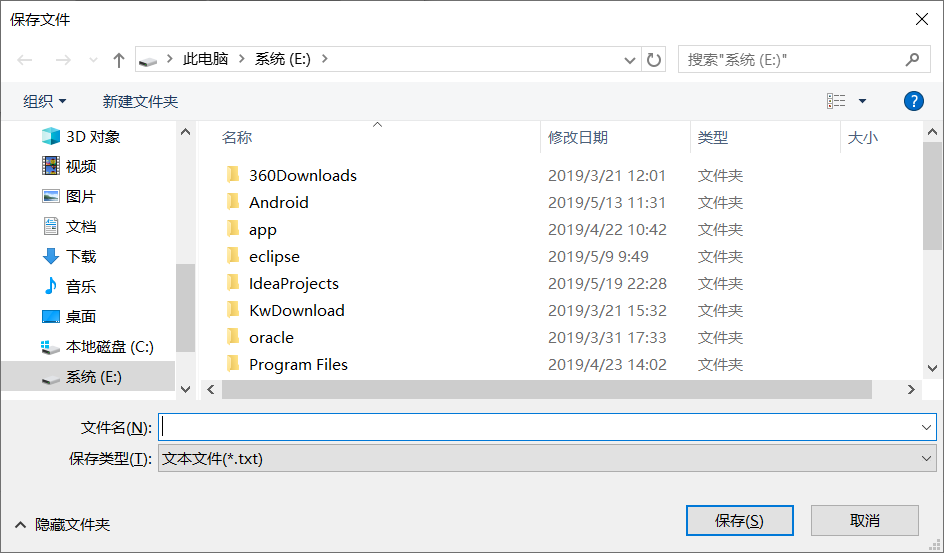 保存文件
此电脑 系统 (E:)
搜索"系统 (E:)"
组织 新建文件夹
?
3D 对象
视频
图片
文档
下载
音乐
桌面
本地磁盘 (C:)
系统 (E:)
名称 修改日期 类型 大小
360Downloads 2019/3/21 12:01 文件夹
Android 2019/5/13 11:31 文件夹
app 2019/4/22 10:42 文件夹
eclipse 2019/5/9 9:49 文件夹
IdeaProjects 2019/5/19 22:28 文件夹
KwDownload 2019/3/21 15:32 文件夹
oracle 2019/3/31 17:33 文件夹
Program Files 2019/4/23 14:02 文件夹
文件名(N):
保存类型(T): 文本文件(*.txt)
隐藏文件夹
保存(S) 取消